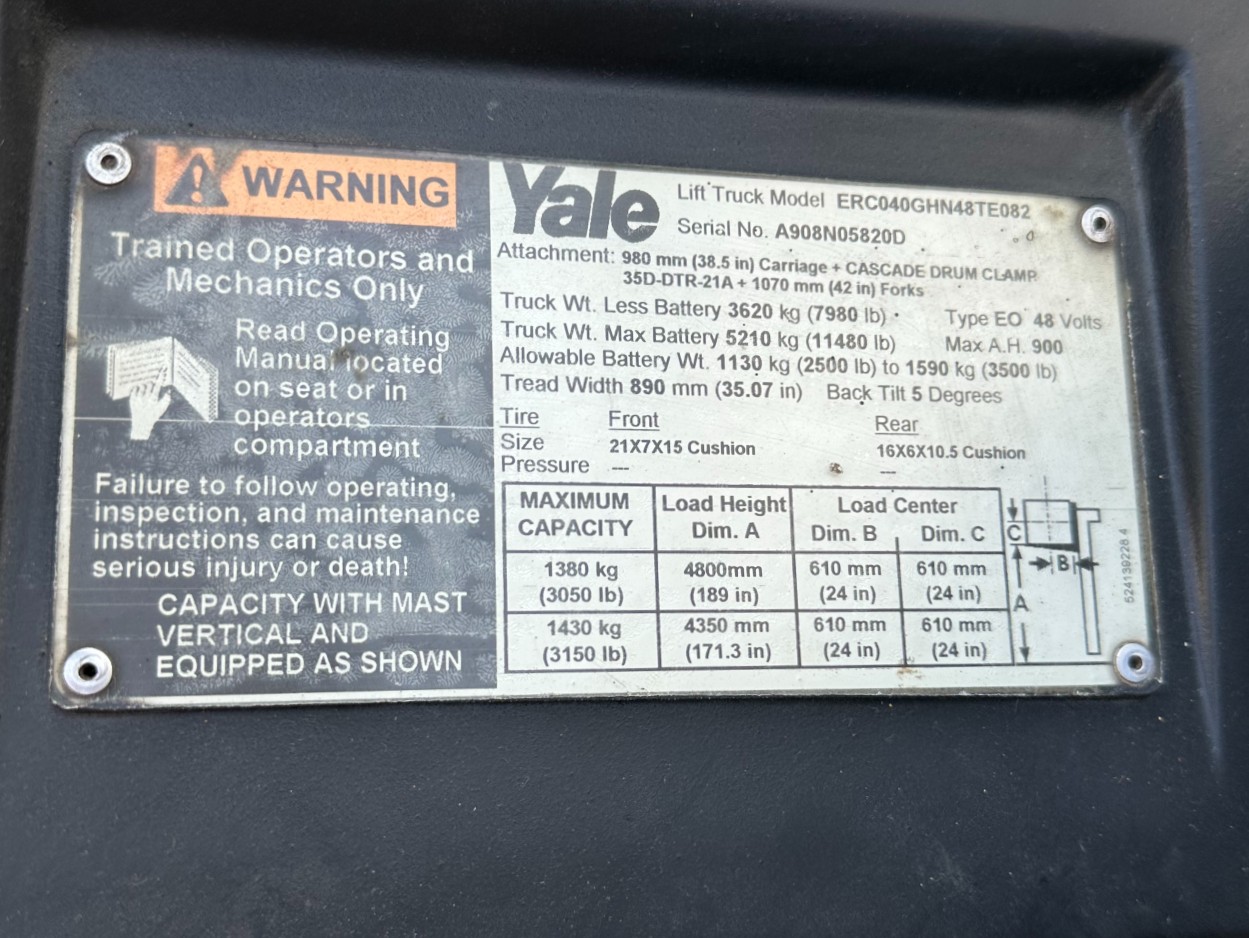 WARNING
Trained Operators and
Mechanics Only
Read Operating
Manual located
on seat or in
operators
compartment
Failure to follow operating,
inspection, and maintenance
instructions can cause
serious injury or death!
CAPACITY WITH MAST
VERTICAL AND
EQUIPPED AS SHOWN
Yale
Lift Truck Model ERC040GHN48TE082
Serial No. A908N05820D
Attachment: 980 mm (38.5 in) Carriage + CASCADE DRUM CLAMP
35D-DTR-21A + 1070 mm (42 in) Forks
Truck Wt. Less Battery 3620 kg (7980 lb) Type EO 48 Volts
Truck Wt. Max Battery 5210 kg (11480 lb) Max A.H. 900
Allowable Battery Wt. 1130 kg (2500 lb) to 1590 kg (3500 lb)
Tread Width 890 mm (35.07 in) Back Tilt 5 Degrees
Tire Front Rear
Size 21X7X15 Cushion 16X6X10.5 Cushion
Pressure --- ---
MAXIMUM CAPACITY Load Height Dim. A Load Center Dim. B Dim. C
1380 kg 4800mm 610 mm 610 mm
(3050 lb) (189 in) (24 in) (24 in)
1430 kg 4350 mm 610 mm 610 mm
(3150 lb) (171.3 in) (24 in) (24 in)
C
B
A
524139228 4